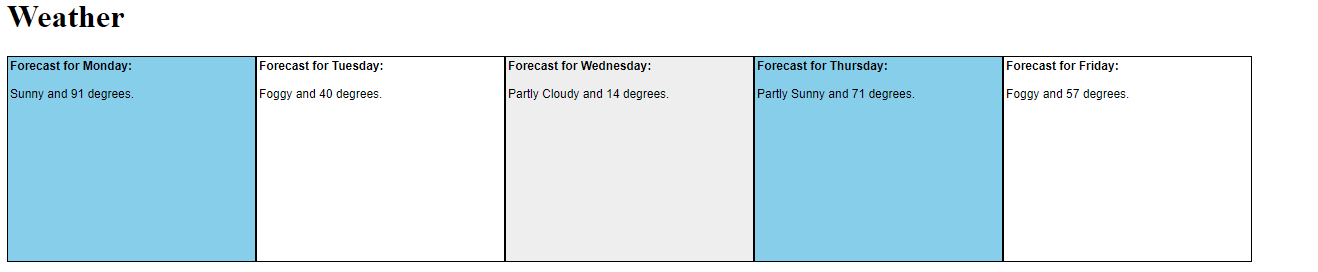 Weather
Forecast for Monday:
Sunny and 91 degrees.
Forecast for Tuesday:
Foggy and 40 degrees.
Forecast for Wednesday:
Partly Cloudy and 14 degrees.
Forecast for Thursday:
Partly Sunny and 71 degrees.
Forecast for Friday:
Foggy and 57 degrees.